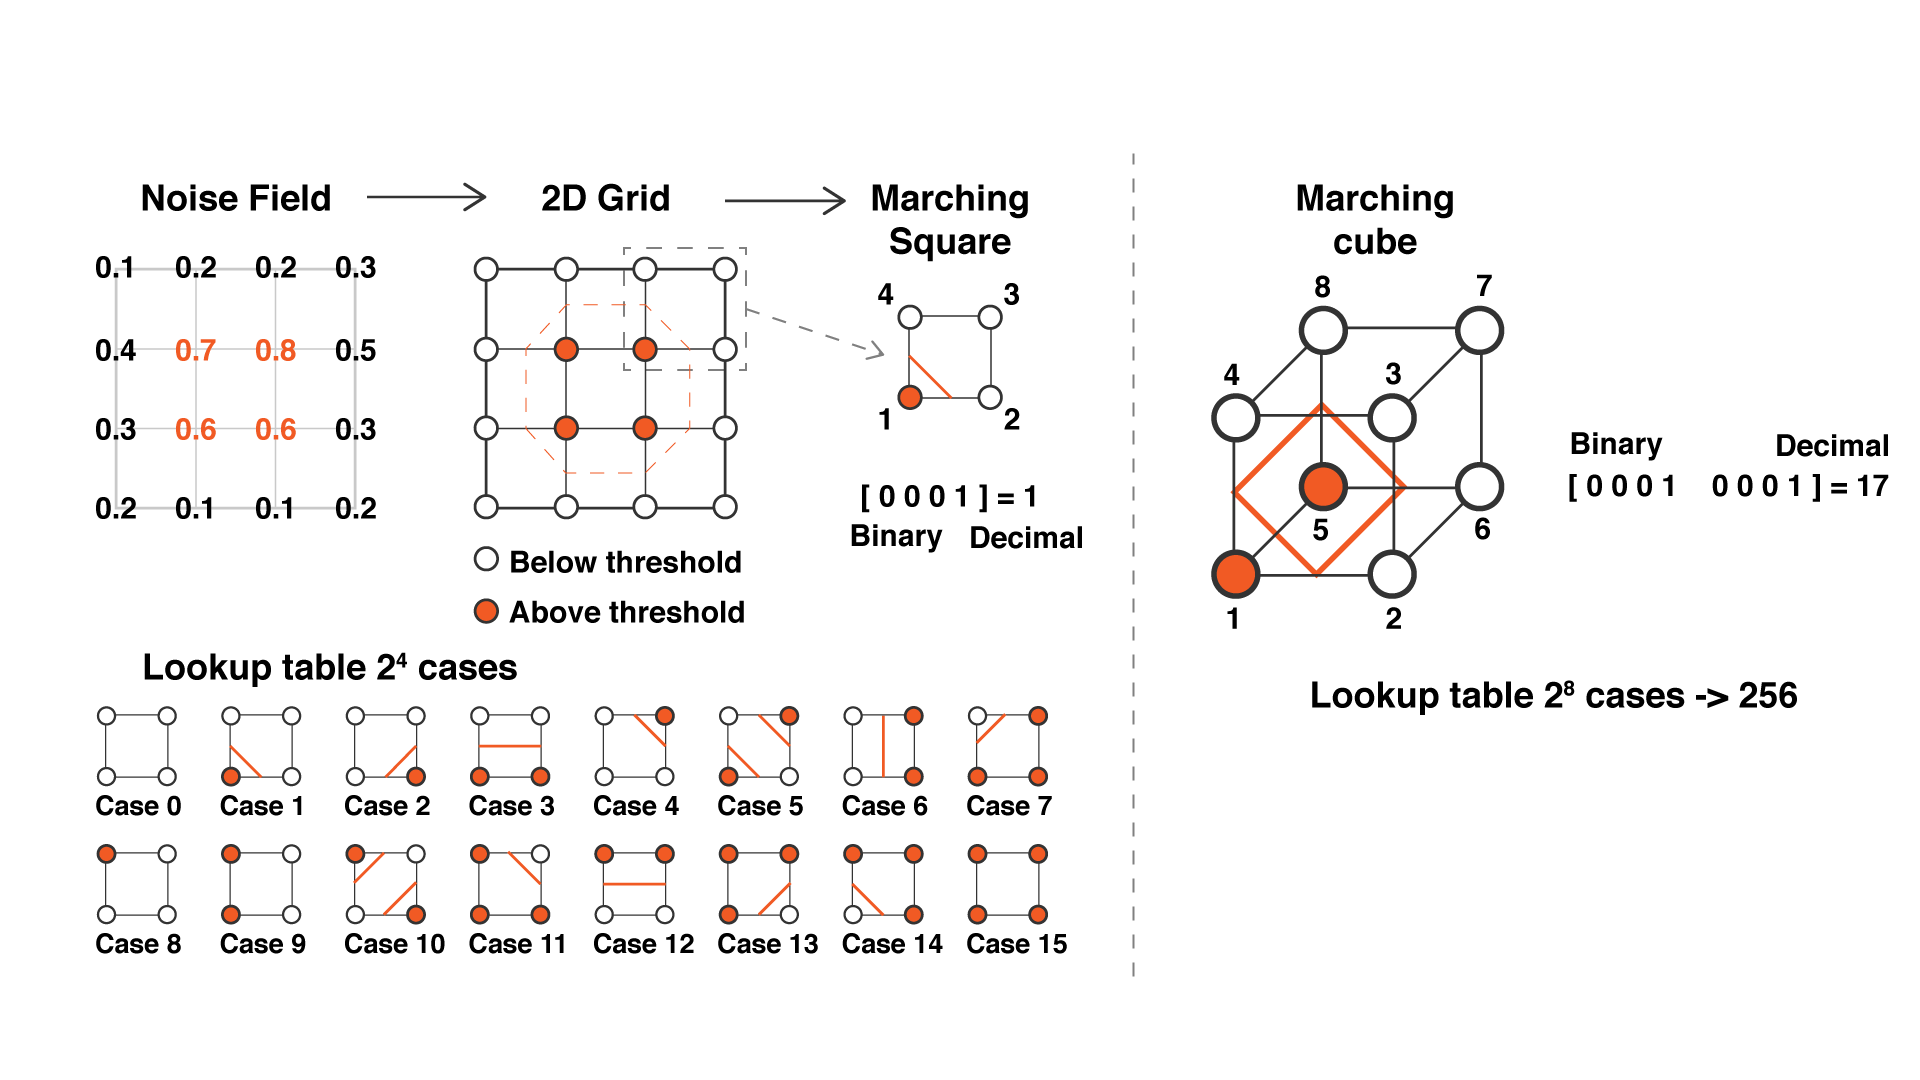 Noise Field
2D Grid
Marching
Square
0.1 0.2 0.2 0.3
0.4 0.7 0.8 0.5
0.3 0.6 0.6 0.3
0.2 0.1 0.1 0.2
4 3
1 2
[ 0 0 0 1 ] = 1
Binary Decimal
Below threshold
Above threshold
Lookup table 2⁴ cases
Case 0 Case 1 Case 2 Case 3 Case 4 Case 5 Case 6 Case 7
Case 8 Case 9 Case 10 Case 11 Case 12 Case 13 Case 14 Case 15
Marching
cube
8 7
4 3
5 6
1 2
Binary Decimal
[ 0 0 0 1 0 0 0 1 ] = 17
Lookup table 2⁸ cases -> 256